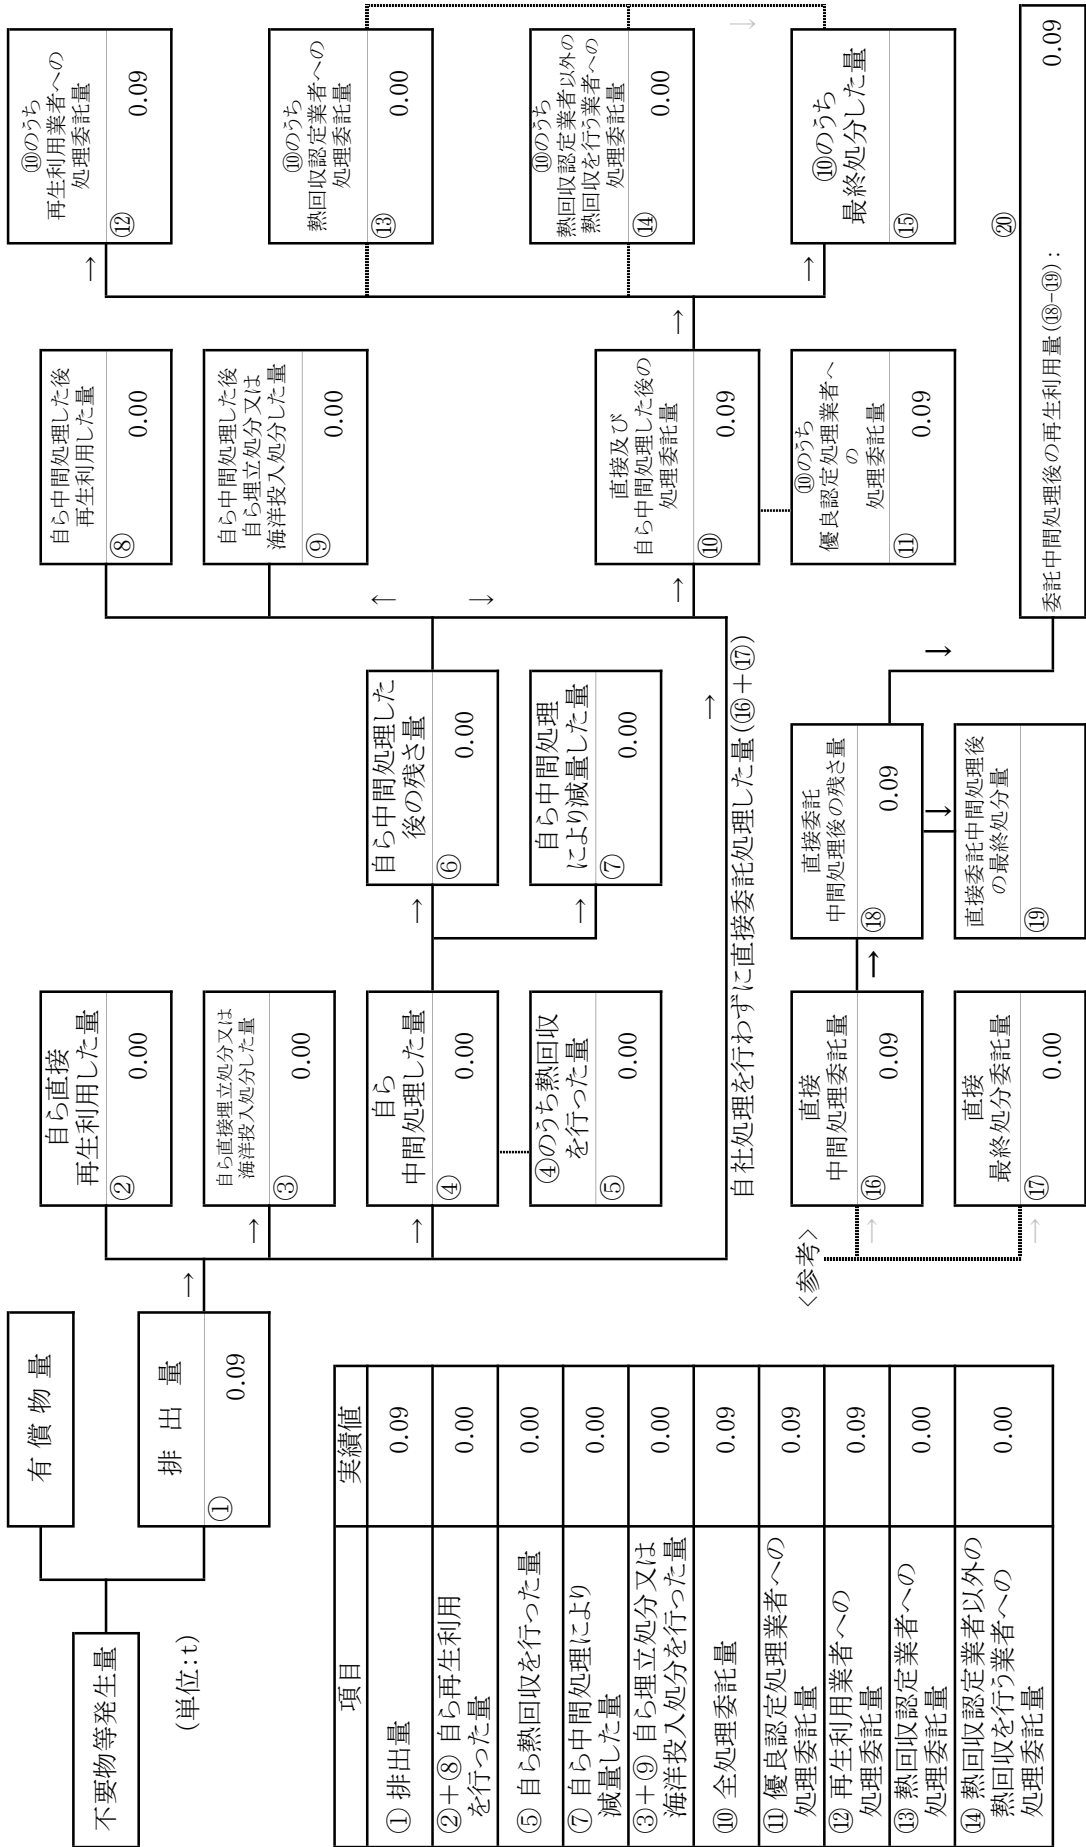 不要物等発生量
有 償 物 量
排 出 量
①
0.09
(単位:t)
→
自ら直接
再生利用した量
②
0.00
自ら直接埋立処分又は
海洋投入処分した量
③
0.00
→
自ら
中間処理した量
④
0.00
→
④のうち熱回収
を行った量
⑤
0.00
→
自ら中間処理した
後の残さ量
⑥
0.00
→
自ら中間処理
により減量した量
⑦
0.00
→
自ら中間処理した後
再生利用した量
⑧
0.00
自ら中間処理した後
自ら埋立処分又は
海洋投入処分した量
⑨
0.00
↑
↓
自社処理を行わずに直接委託処理した量(⑯+⑰)
→
直接及び
自ら中間処理した後の
処理委託量
⑩
0.09
→
⑩のうち
優良認定処理業者へ
の
処理委託量
⑪
0.09
→
⑩のうち
再生利用業者への
処理委託量
⑫
0.09
→
⑩のうち
熱回収認定業者への
処理委託量
⑬
0.00
⑩のうち
熱回収認定業者以外の
熱回収を行う業者への
処理委託量
⑭
0.00
→
⑩のうち
最終処分した量
⑮
→
<参考>
直接
中間処理委託量
⑯
0.09
→
直接
最終処分委託量
⑰
0.00
→
→
直接委託
中間処理後の残さ量
⑱
0.09
→
直接委託中間処理後
の最終処分量
⑲
→
→
⑳
委託中間処理後の再生利用量(⑱-⑲):
0.09
項目 実績値
① 排出量 0.09
②+⑧ 自ら再生利用
を行った量 0.00
⑤ 自ら熱回収を行った量 0.00
⑦ 自ら中間処理により
減量した量 0.00
③+⑨ 自ら埋立処分又は
海洋投入処分を行った量 0.00
⑩ 全処理委託量 0.09
⑪ 優良認定処理業者への
処理委託量 0.09
⑫ 再生利用業者への
処理委託量 0.09
⑬ 熱回収認定業者への
処理委託量 0.00
⑭ 熱回収認定業者以外の
熱回収を行う業者への
処理委託量 0.00